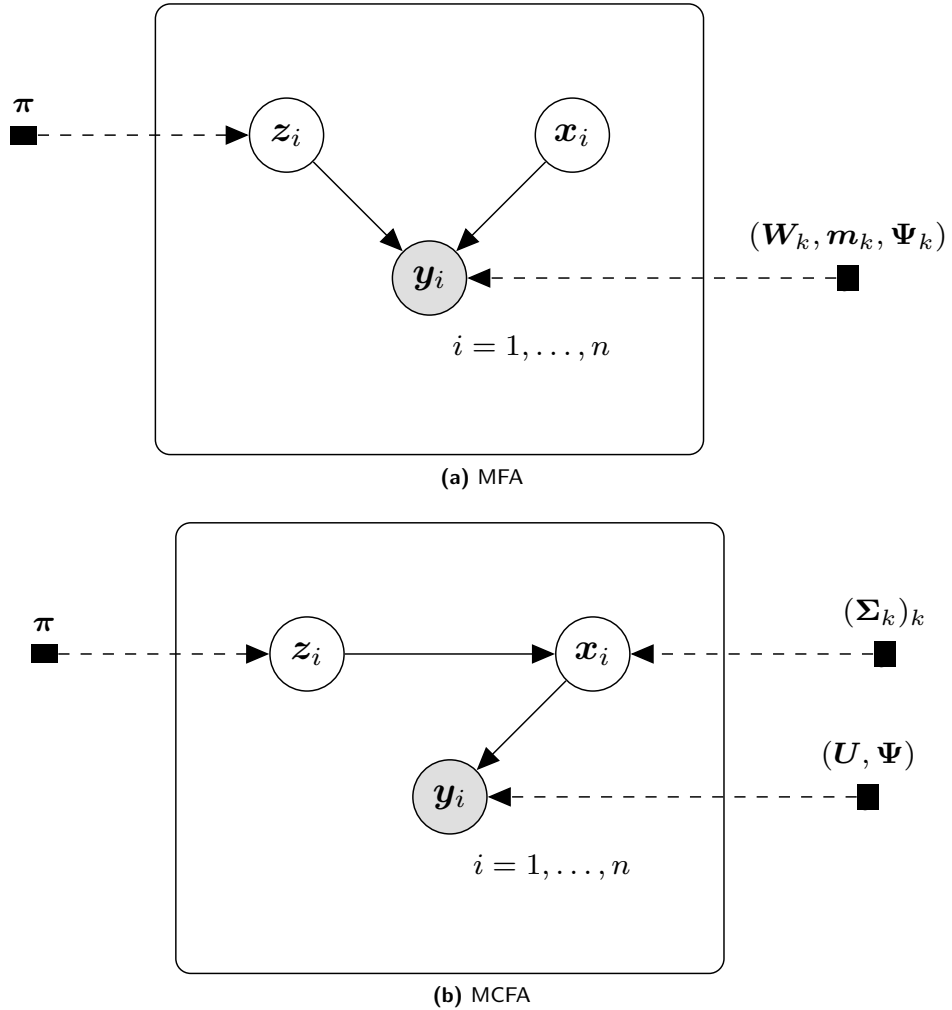 π
z_i
x_i
(W_k, m_k, Ψ_k)
y_i
i = 1, . . . , n
(a) MFA
π
z_i
x_i
(Σ_k)_k
(U, Ψ)
y_i
i = 1, . . . , n
(b) MCFA